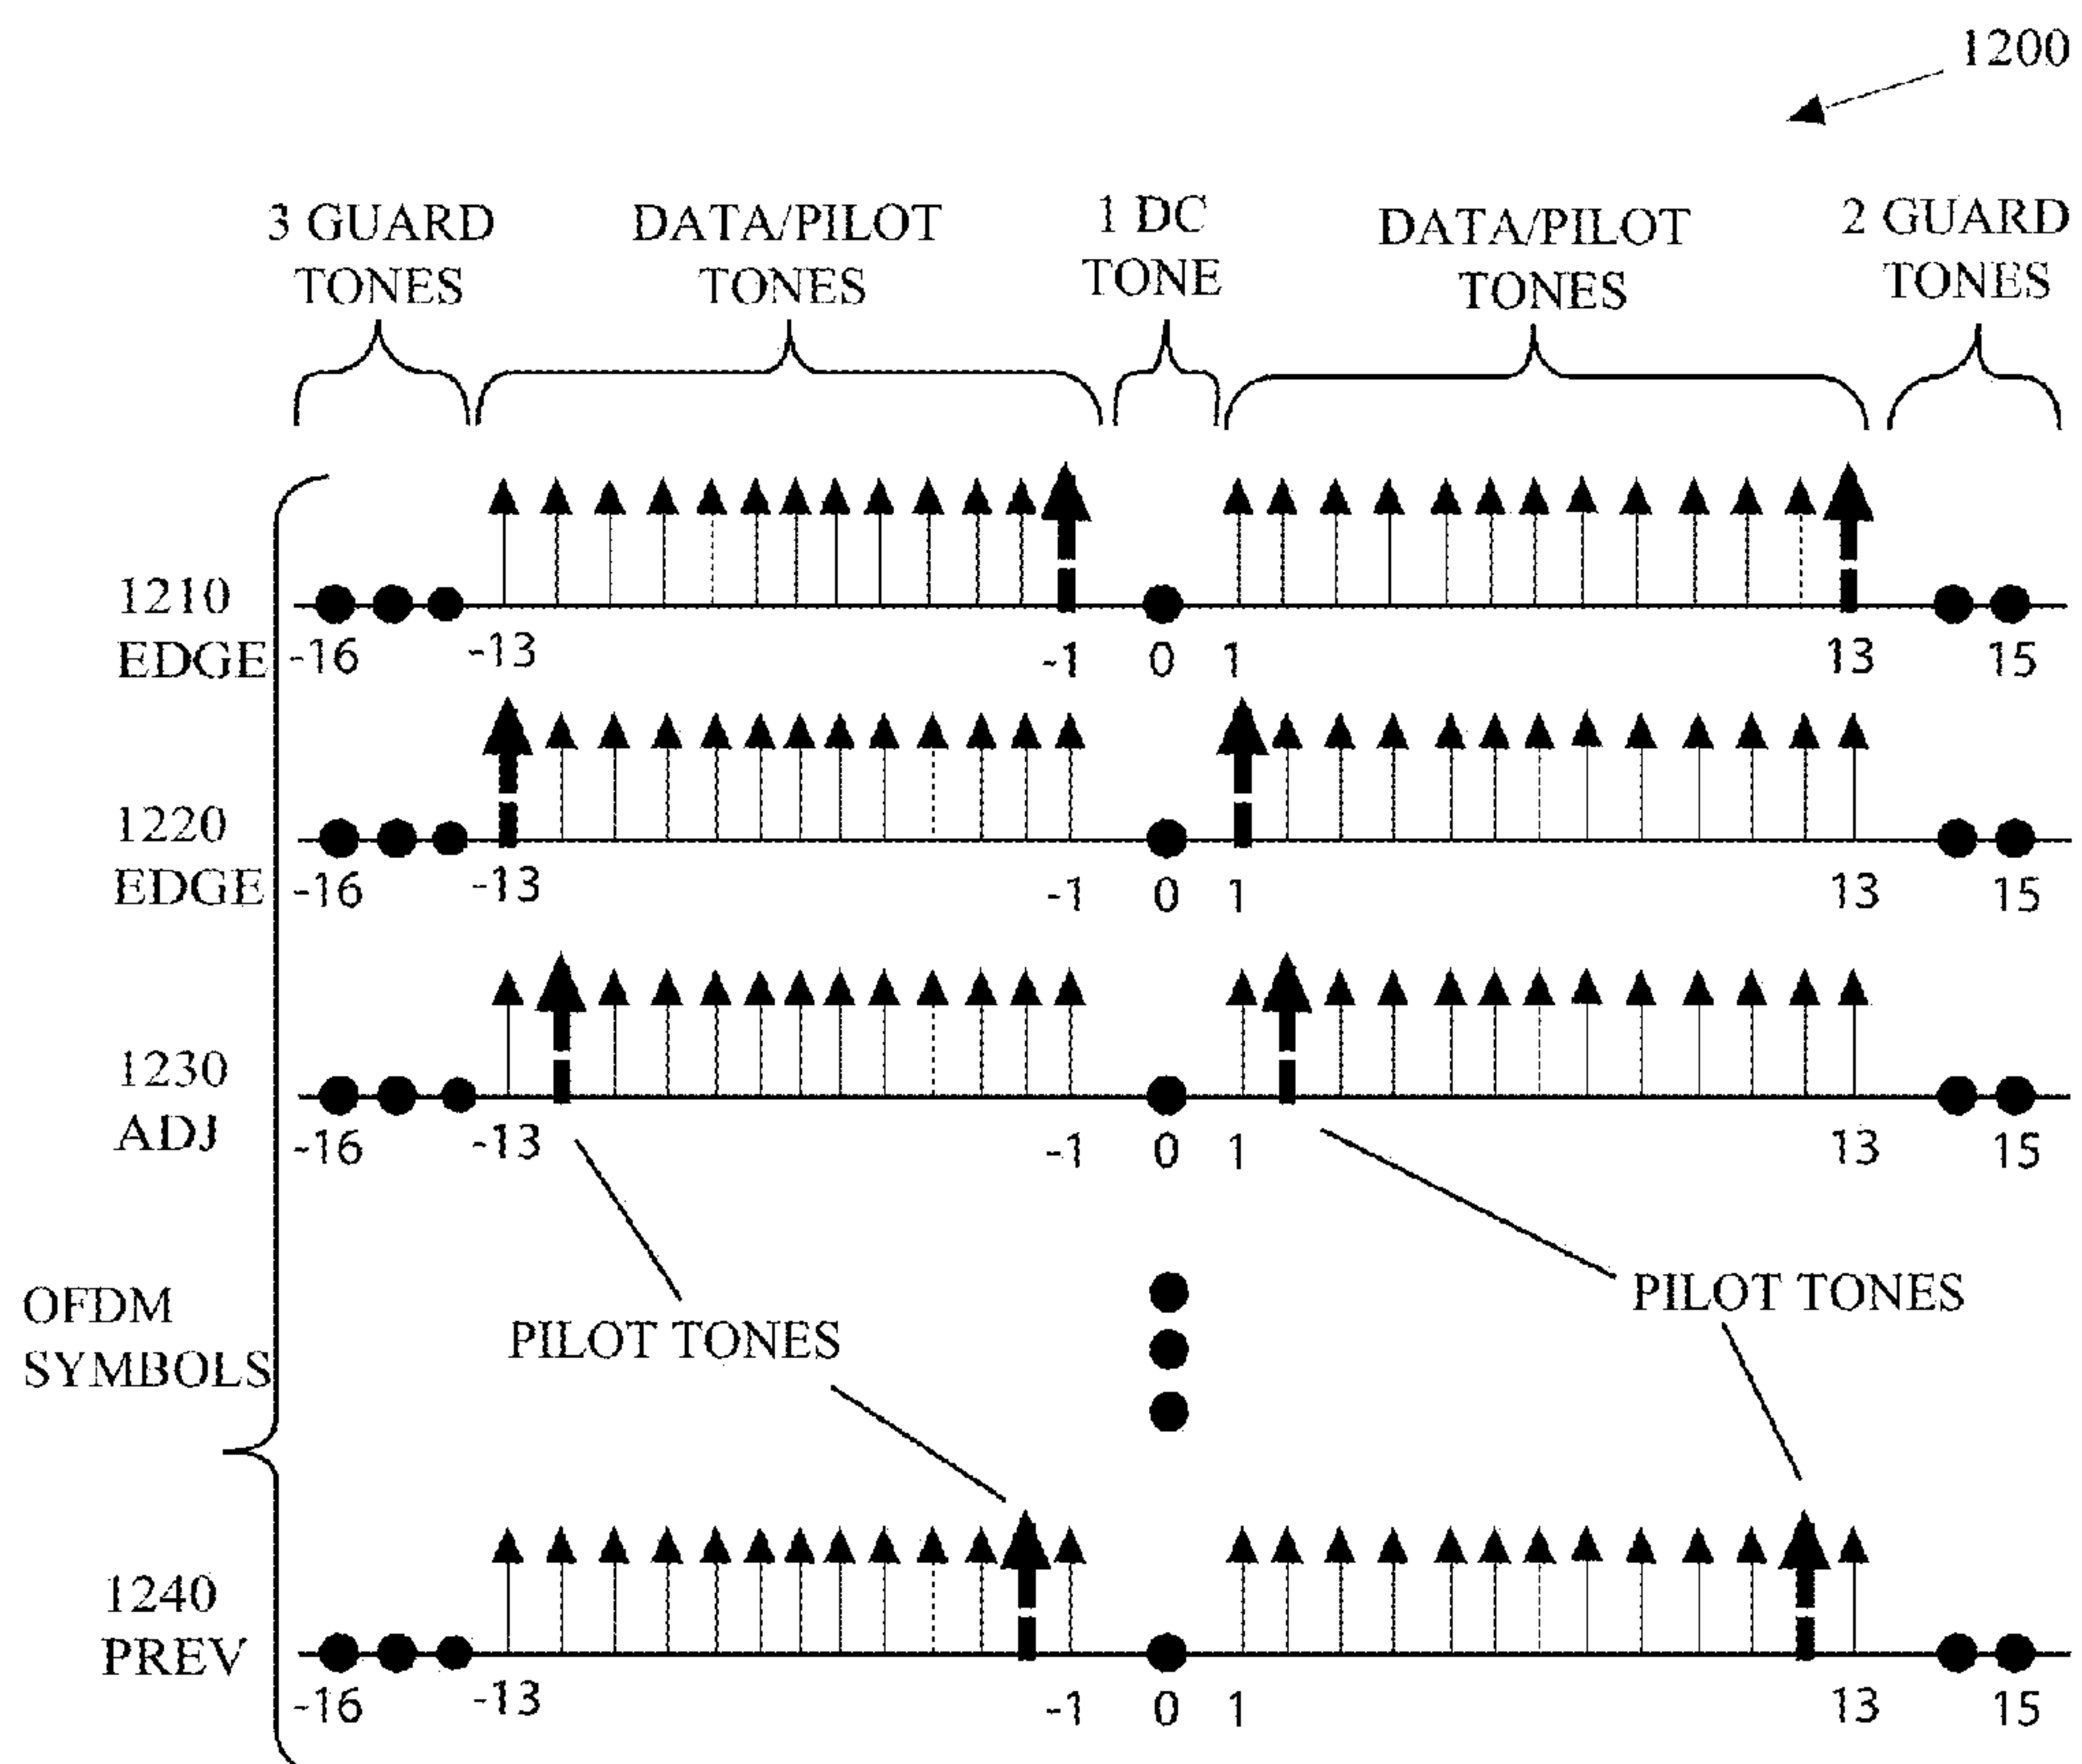 1200
3 GUARD TONES
DATA/PILOT TONES
1 DC TONE
DATA/PILOT TONES
2 GUARD TONES
1210 EDGE
-16 -13 -1 0 1 13 15
1220 EDGE
-16 -13 -1 0 1 13 15
1230 ADJ
-16 -13 -1 0 1 13 15
OFDM SYMBOLS
PILOT TONES
PILOT TONES
1240 PREV
-16 -13 -1 0 1 13 15